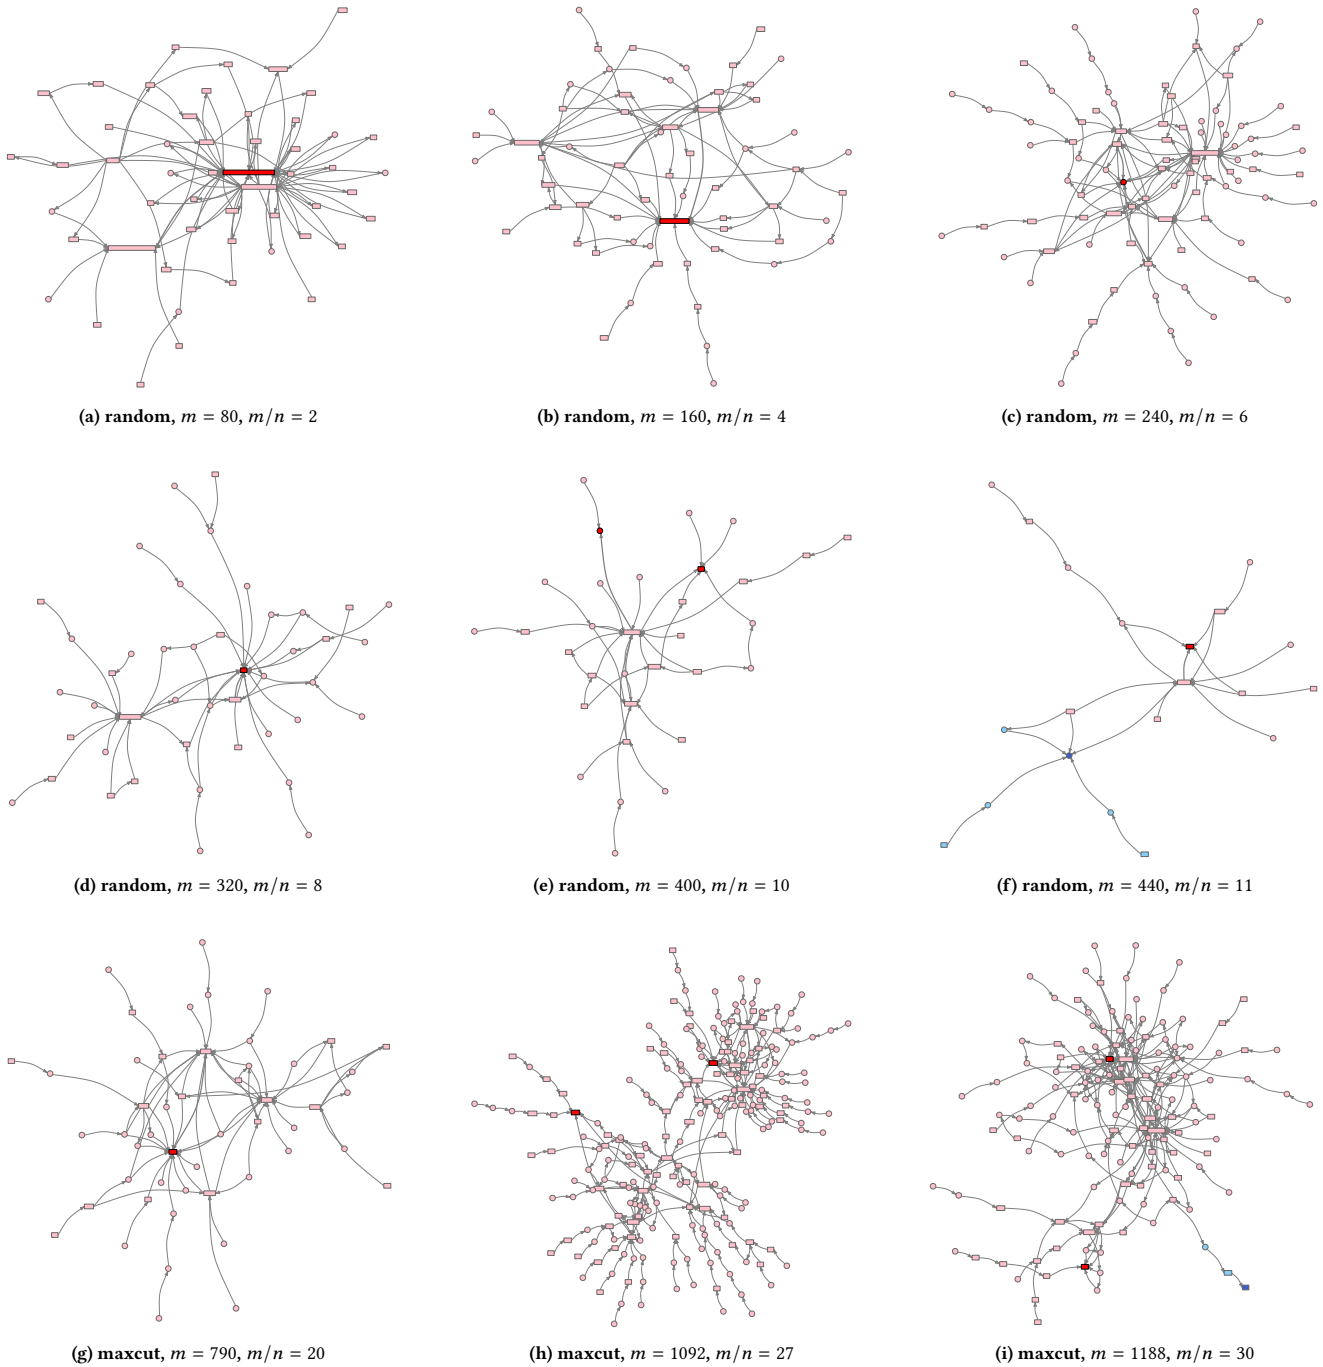 (a) random, m = 80, m/n = 2
(b) random, m = 160, m/n = 4
(c) random, m = 240, m/n = 6
(d) random, m = 320, m/n = 8
(e) random, m = 400, m/n = 10
(f) random, m = 440, m/n = 11
(g) maxcut, m = 790, m/n = 20
(h) maxcut, m = 1092, m/n = 27
(i) maxcut, m = 1188, m/n = 30